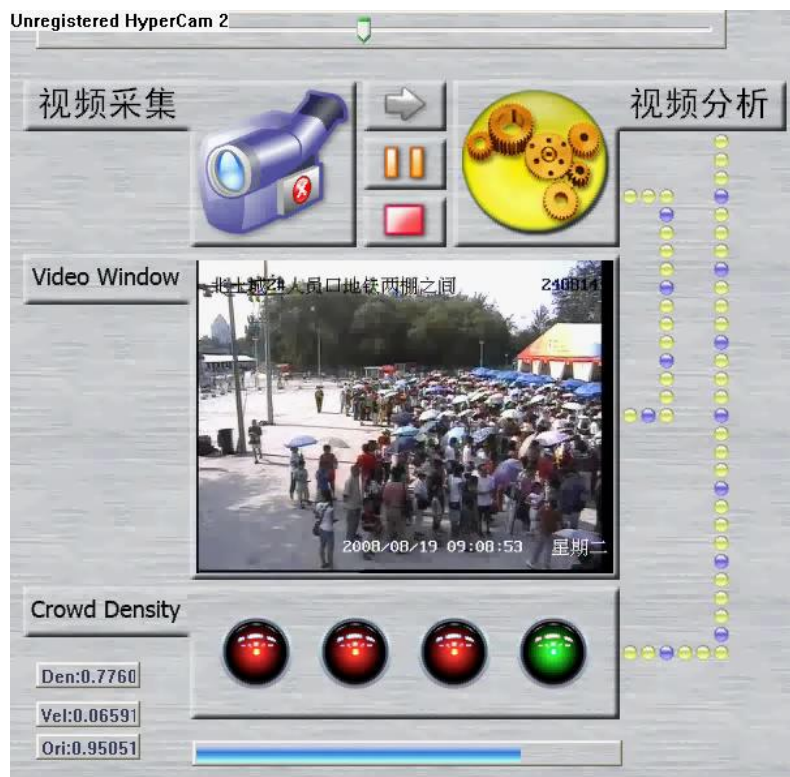 Unregistered HyperCam 2
视频采集
视频分析
Video Window
人员口地铁两棚之间
2008/08/19 09:08:53 星期二
Crowd Density
Den:0.7760
Vel:0.06591
Ori:0.95051